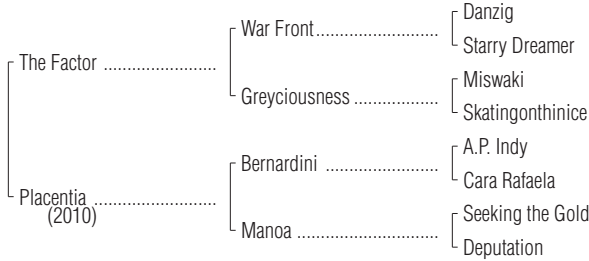 Danzig
War Front
Starry Dreamer
The Factor
Miswaki
Greyciousness
Skatingonthinice
A.P. Indy
Bernardini
Cara Rafaela
Placentia
(2010)
Seeking the Gold
Manoa
Deputation